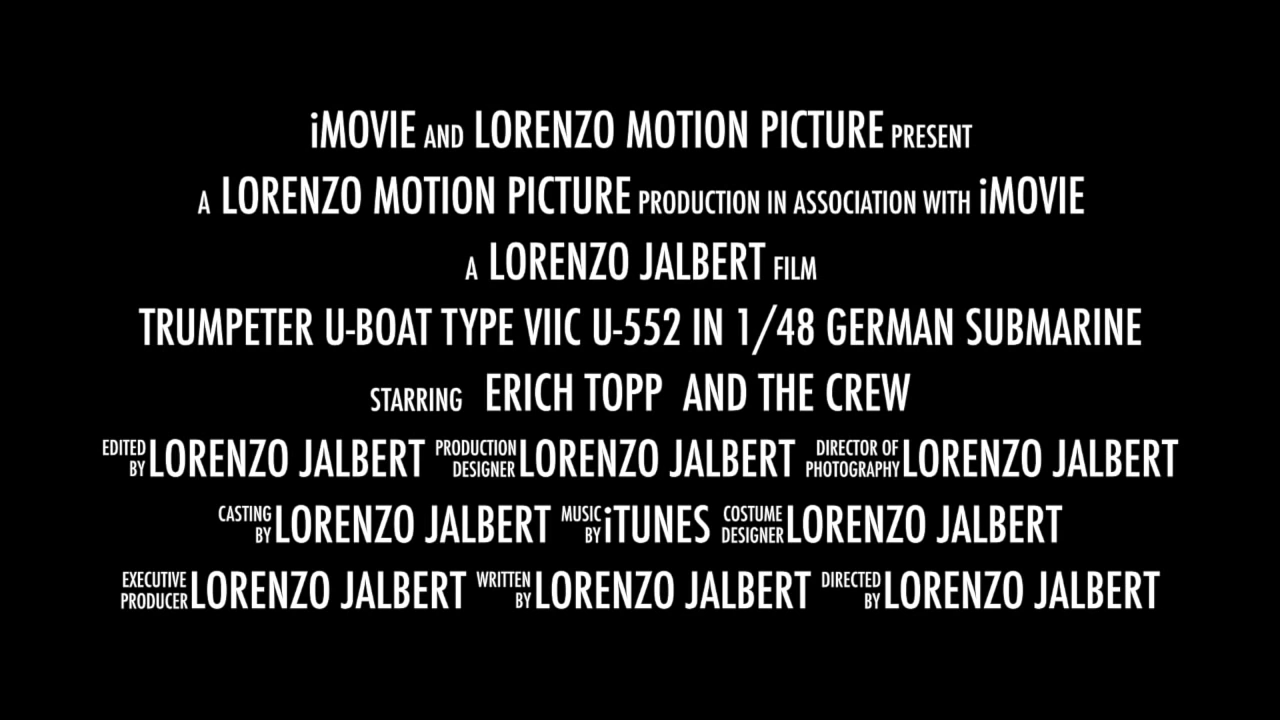 iMOVIE AND LORENZO MOTION PICTURE PRESENT
A LORENZO MOTION PICTURE PRODUCTION IN ASSOCIATION WITH iMOVIE
A LORENZO JALBERT FILM
TRUMPETER U-BOAT TYPE VIIC U-552 IN 1/48 GERMAN SUBMARINE
STARRING ERICH TOPP AND THE CREW
EDITED BY LORENZO JALBERT PRODUCTION DESIGNER LORENZO JALBERT DIRECTOR OF PHOTOGRAPHY LORENZO JALBERT
CASTING BY LORENZO JALBERT MUSIC BY iTUNES COSTUME DESIGNER LORENZO JALBERT
EXECUTIVE PRODUCER LORENZO JALBERT WRITTEN BY LORENZO JALBERT DIRECTED BY LORENZO JALBERT